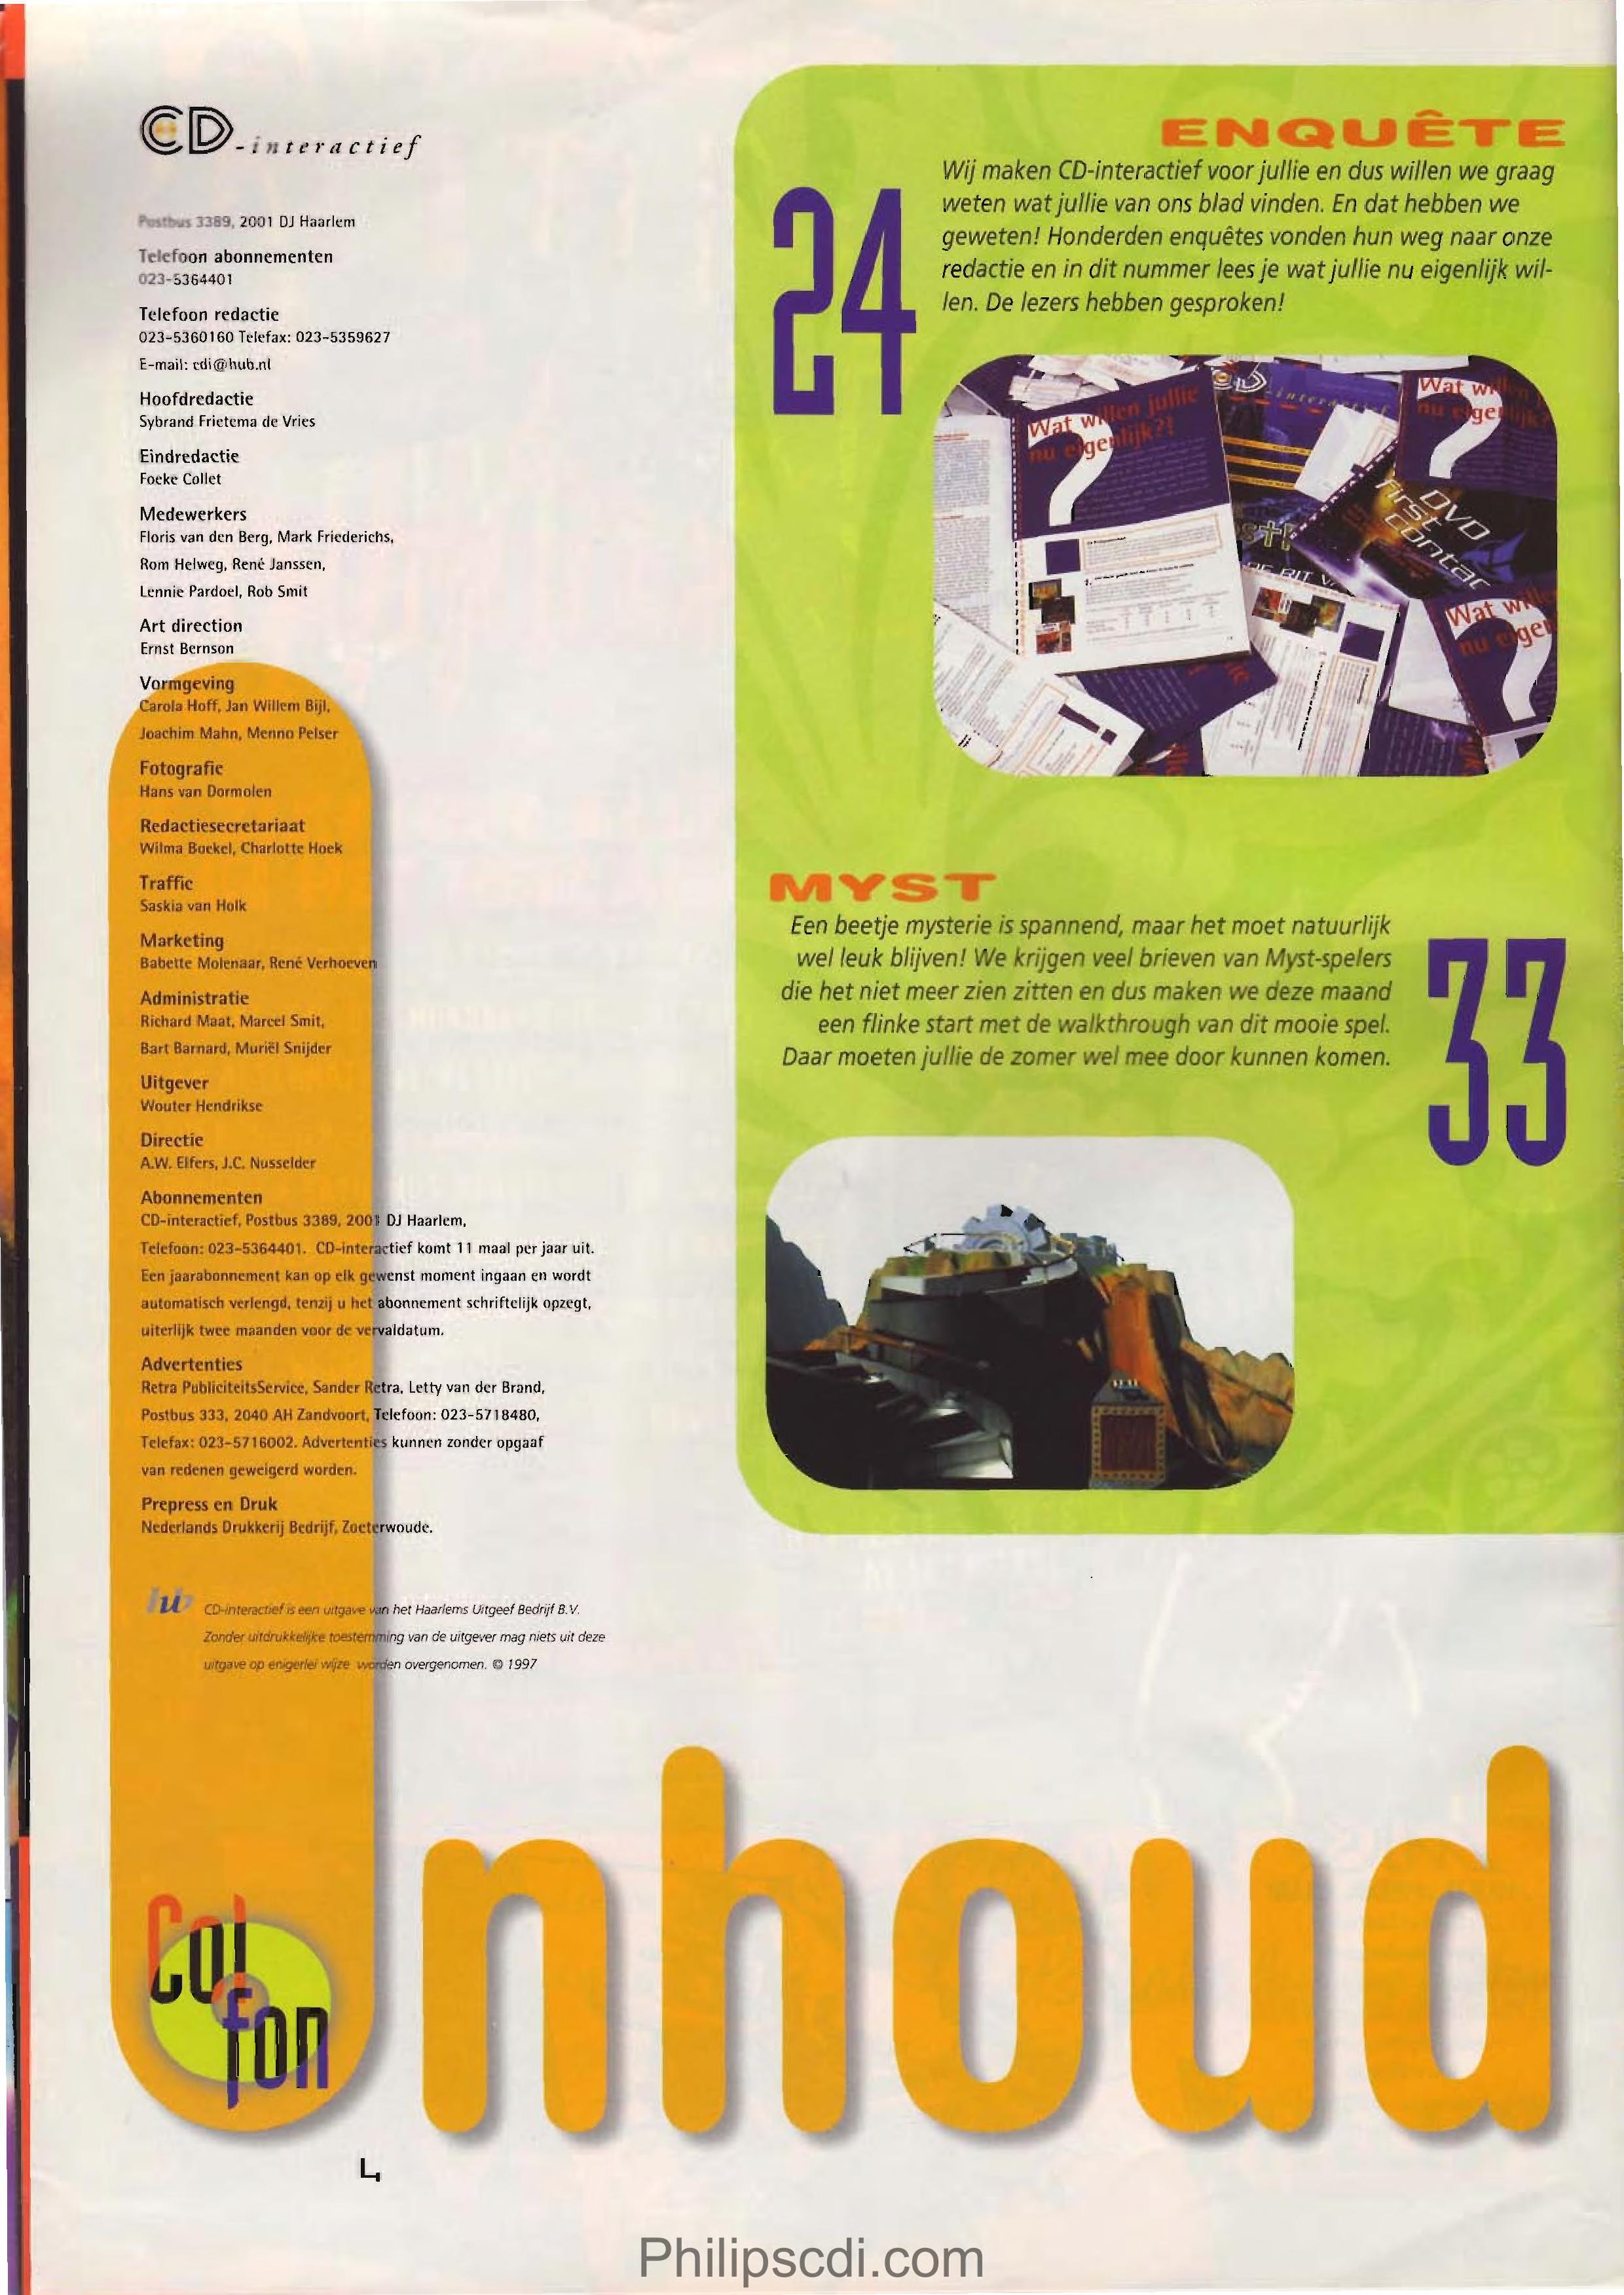 CD-interactief
Postbus 3389, 2001 DJ Haarlem
Telefoon abonnementen
023-5364401
Telefoon redactie
023-5360160 Telefax: 023-5359627
E-mail: cdi@hub.nl
Hoofdredactie
Sybrand Frietema de Vries
Eindredactie
Foeke Collet
Medewerkers
Floris van den Berg, Mark Friederichs,
Rom Helweg, René Janssen,
Lennie Pardoel, Rob Smit
Art direction
Ernst Bernson
Vormgeving
Carola Hoff, Jan Willem Bijl,
Joachim Mahn, Menno Pelser
Fotografie
Hans van Dormolen
Redactiesecretariaat
Wilma Boekel, Charlotte Hoek
Traffic
Saskia van Holk
Marketing
Babette Molenaar, René Verhoeven
Administratie
Richard Maat, Marcel Smit,
Bart Barnard, Muriël Snijder
Uitgever
Wouter Hendrikse
Directie
A.W. Elfers, J.C. Nusselder
Abonnementen
CD-interactief, Postbus 3389, 2001 DJ Haarlem,
Telefoon: 023-5364401. CD-interactief komt 11 maal per jaar uit.
Een jaarabonnement kan op elk gewenst moment ingaan en wordt
automatisch verlengd, tenzij u het abonnement schriftelijk opzegt,
uiterlijk twee maanden voor de vervaldatum.
Advertenties
Retra PubliciteitsService, Sander Retra, Letty van der Brand,
Postbus 333, 2040 AH Zandvoort, Telefoon: 023-5718480,
Telefax: 023-5716002. Advertenties kunnen zonder opgaaf
van redenen geweigerd worden.
Prepress en Druk
Nederlands Drukkerij Bedrijf, Zoeterwoude.
hub
CD-interactief is een uitgave van het Haarlems Uitgeef Bedrijf B.V.
Zonder uitdrukkelijke toestemming van de uitgever mag niets uit deze
uitgave op enigerlei wijze worden overgenomen. © 1997
ENQUÊTE
24
Wij maken CD-interactief voor jullie en dus willen we graag
weten wat jullie van ons blad vinden. En dat hebben we
geweten! Honderden enquêtes vonden hun weg naar onze
redactie en in dit nummer lees je wat jullie nu eigenlijk wil-
len. De lezers hebben gesproken!
Wat willen jullie
nu eigenlijk?!
CD-interactief
Wat
DVD
first
contac
Wat
MYST
Een beetje mysterie is spannend, maar het moet natuurlijk
wel leuk blijven! We krijgen veel brieven van Myst-spelers
die het niet meer zien zitten en dus maken we deze maand
een flinke start met de walkthrough van dit mooie spel.
Daar moeten jullie de zomer wel mee door kunnen komen.
33
Inhoud
Colfon
4
Philipscdi.com